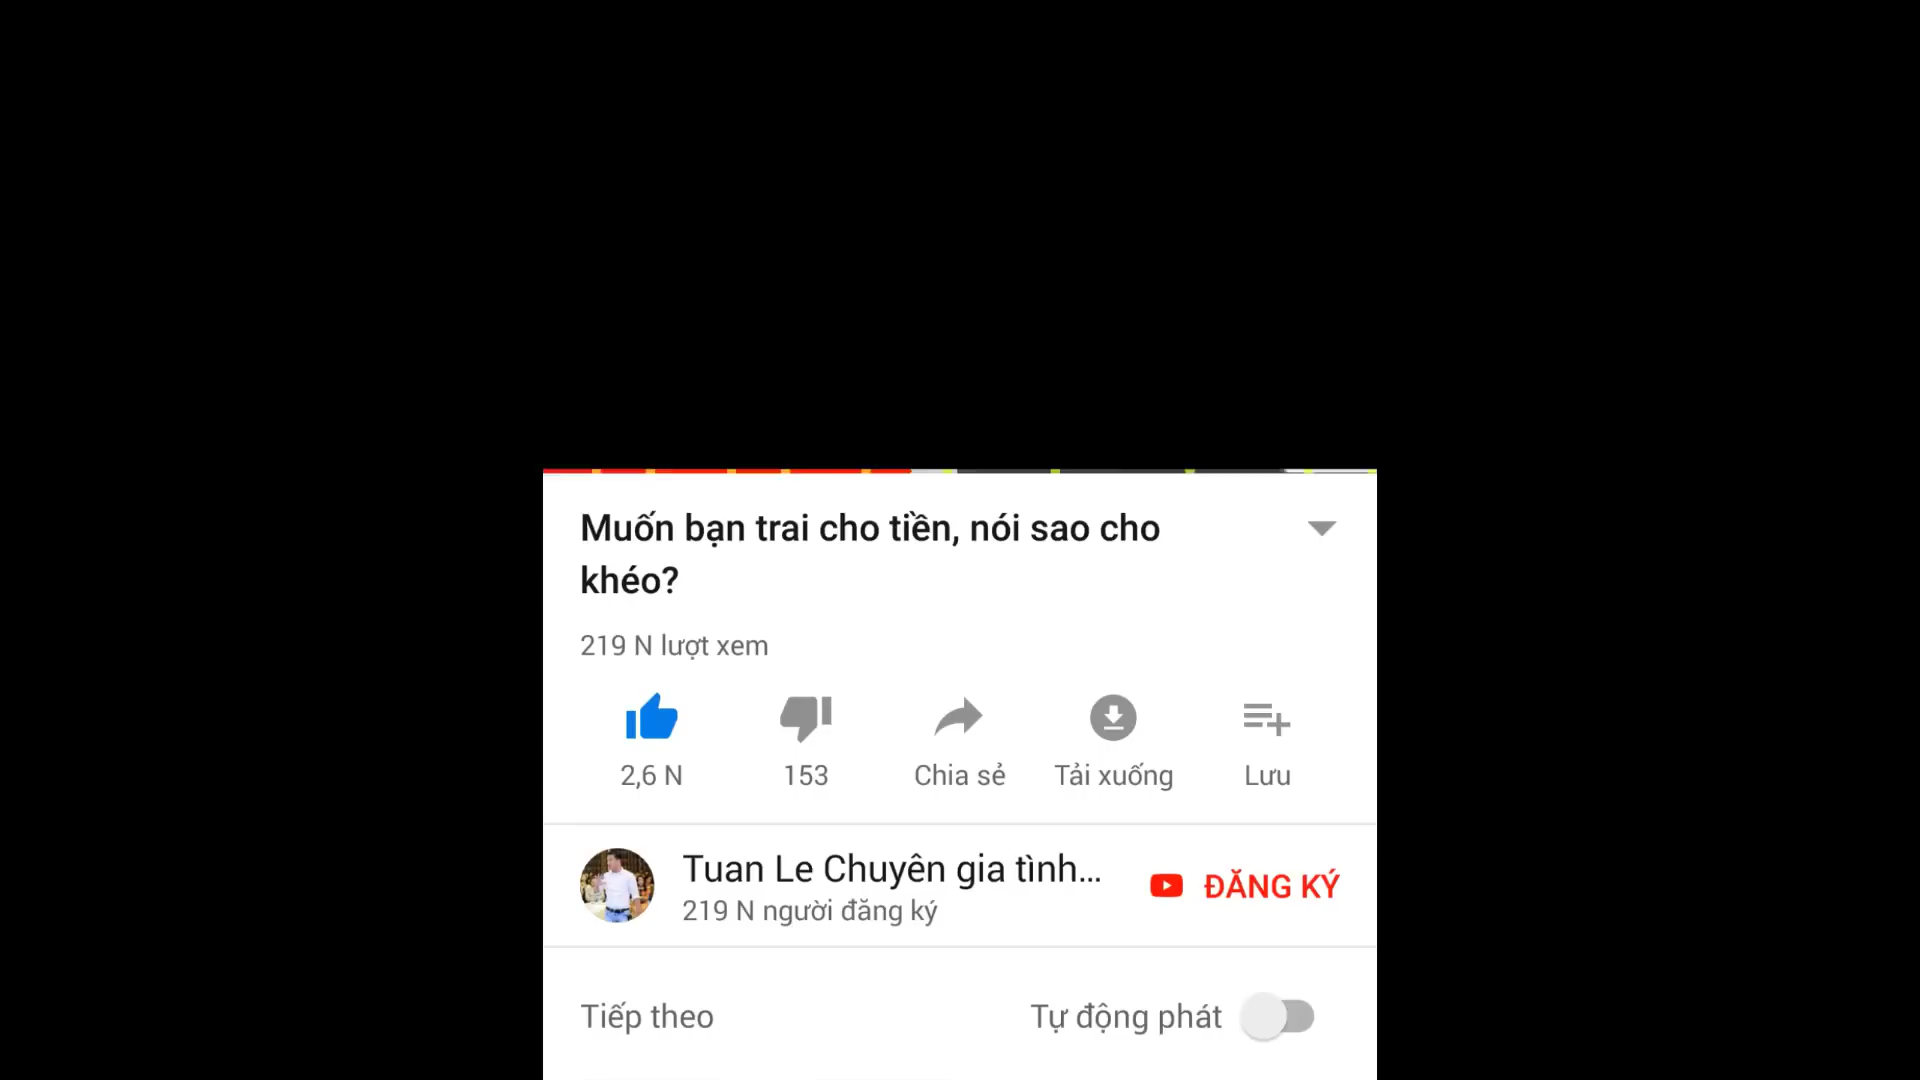 Muốn bạn trai cho tiền, nói sao cho
khéo?
219 N lượt xem
2,6 N
153
Chia sẻ
Tải xuống
Lưu
Tuan Le Chuyên gia tình...
219 N người đăng ký
ĐĂNG KÝ
Tiếp theo
Tự động phát